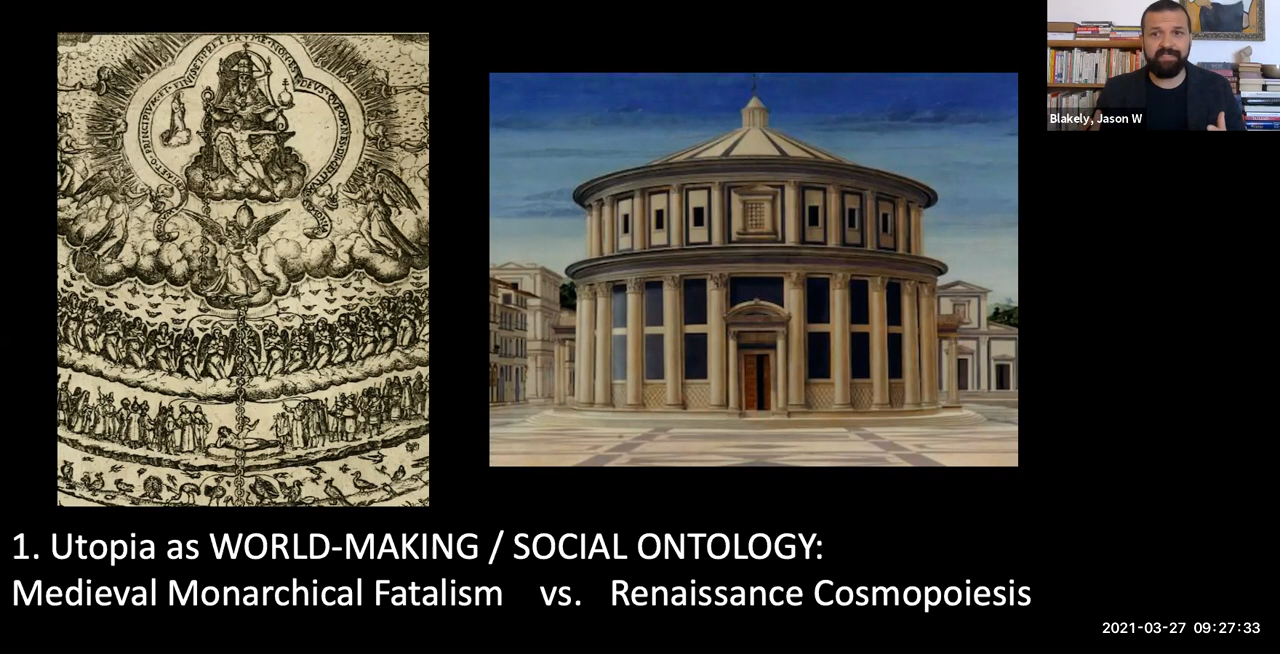 Blakely, Jason W
1. Utopia as WORLD-MAKING / SOCIAL ONTOLOGY:
Medieval Monarchical Fatalism vs. Renaissance Cosmopoiesis
2021-03-27 09:27:33